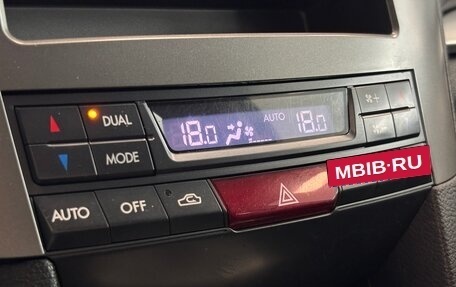 DUAL
18.0 AUTO 18.0
MODE
MBIB-RU
AUTO OFF